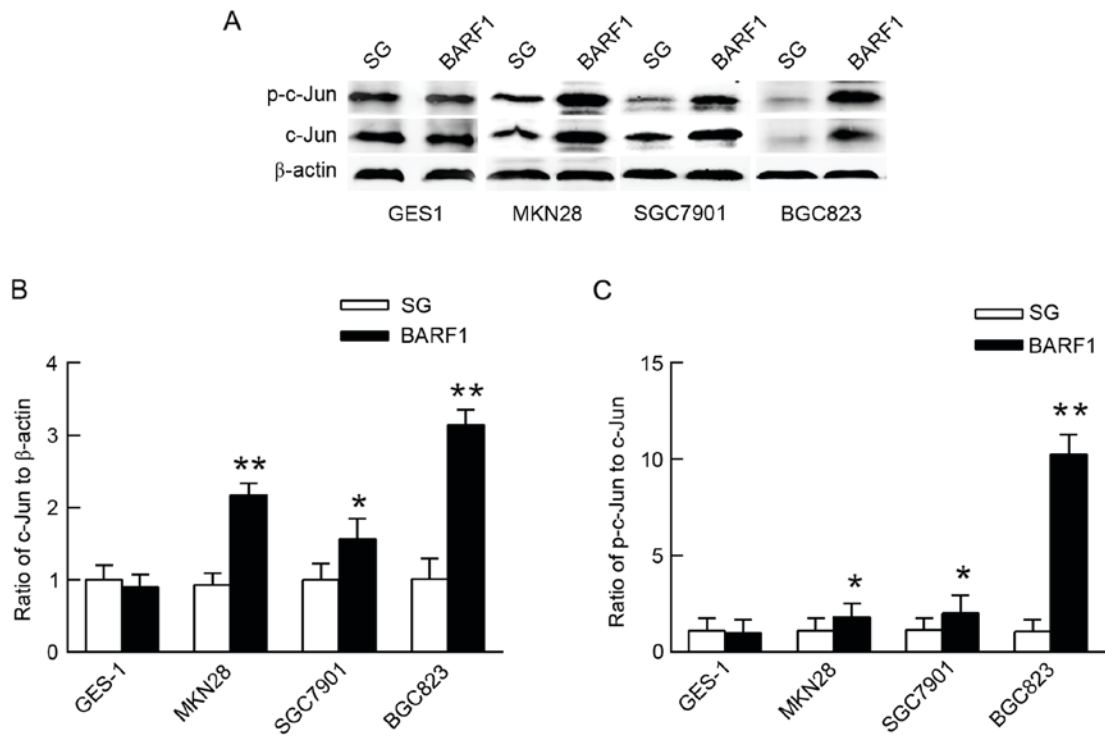 A
SG BARF1 SG BARF1 SG BARF1 SG BARF1
p-c-Jun
c-Jun
β-actin
GES1 MKN28 SGC7901 BGC823
B
SG
BARF1
Ratio of c-Jun to β-actin
4
3
2
1
0
**
*
**
GES-1 MKN28 SGC7901 BGC823
C
SG
BARF1
Ratio of p-c-Jun to c-Jun
15
10
5
0
*
*
**
GES-1 MKN28 SGC7901 BGC823